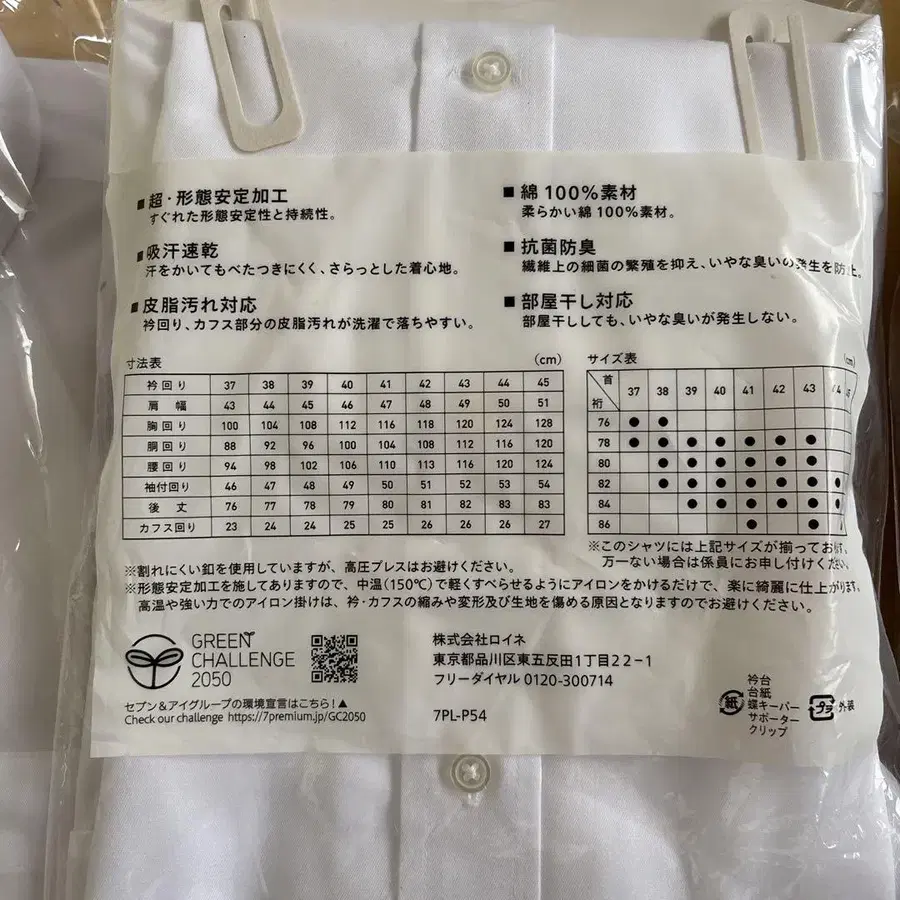 ■ 超・形態安定加工
すぐれた形態安定性と持続性。
■ 吸汗速乾
汗をかいてもべたつきにくく、さらっとした着心地。
■ 皮脂汚れ対応
衿回り、カフス部分の皮脂汚れが洗濯で落ちやすい。
■ 綿100%素材
柔らかい綿100%素材。
■ 抗菌防臭
繊維上の細菌の繁殖を抑え、いやな臭いの発生を防止。
■ 部屋干し対応
部屋干ししても、いやな臭いが発生しない。
寸法表 (cm)
衿回り 37 38 39 40 41 42 43 44 45
肩幅 43 44 45 46 47 48 49 50 51
胸回り 100 104 108 112 116 118 120 124 128
胴回り 88 92 96 100 104 108 112 116 120
腰回り 94 98 102 106 110 113 116 120 124
袖付回り 46 47 48 49 50 51 52 53 54
後丈 76 77 78 79 80 81 82 83 83
カフス回り 23 24 24 25 25 26 26 26 27
サイズ表 (cm)
首 37 38 39 40 41 42 43
裄
76 ● ●
78 ● ● ● ● ● ● ●
80 ● ● ● ● ● ●
82 ● ● ● ● ● ● ●
84 ● ● ● ● ● ●
86 ● ●
※このシャツには上記サイズが揃っており
万一ない場合は係員にお申し付けくだ
※割れにくい釦を使用していますが、高圧プレスはお避けください。
※形態安定加工を施してありますので、中温(150℃)で軽くすべらせるようにアイロンをかけるだけで、楽に綺麗に仕上がります。
高温や強い力でのアイロン掛けは、衿・カフスの縮みや変形及び生地を傷める原因となりますのでお避けください。
GREEN
CHALLENGE
2050
セブン&アイグループの環境宣言はこちら!▲
Check our challenge https://7premium.jp/GC2050
株式会社ロイネ
東京都品川区東五反田1丁目22-1
フリーダイヤル 0120-300714
7PL-P54
紙
衿台
台紙
蝶キーパー
サポーター
クリップ
プラ 外装